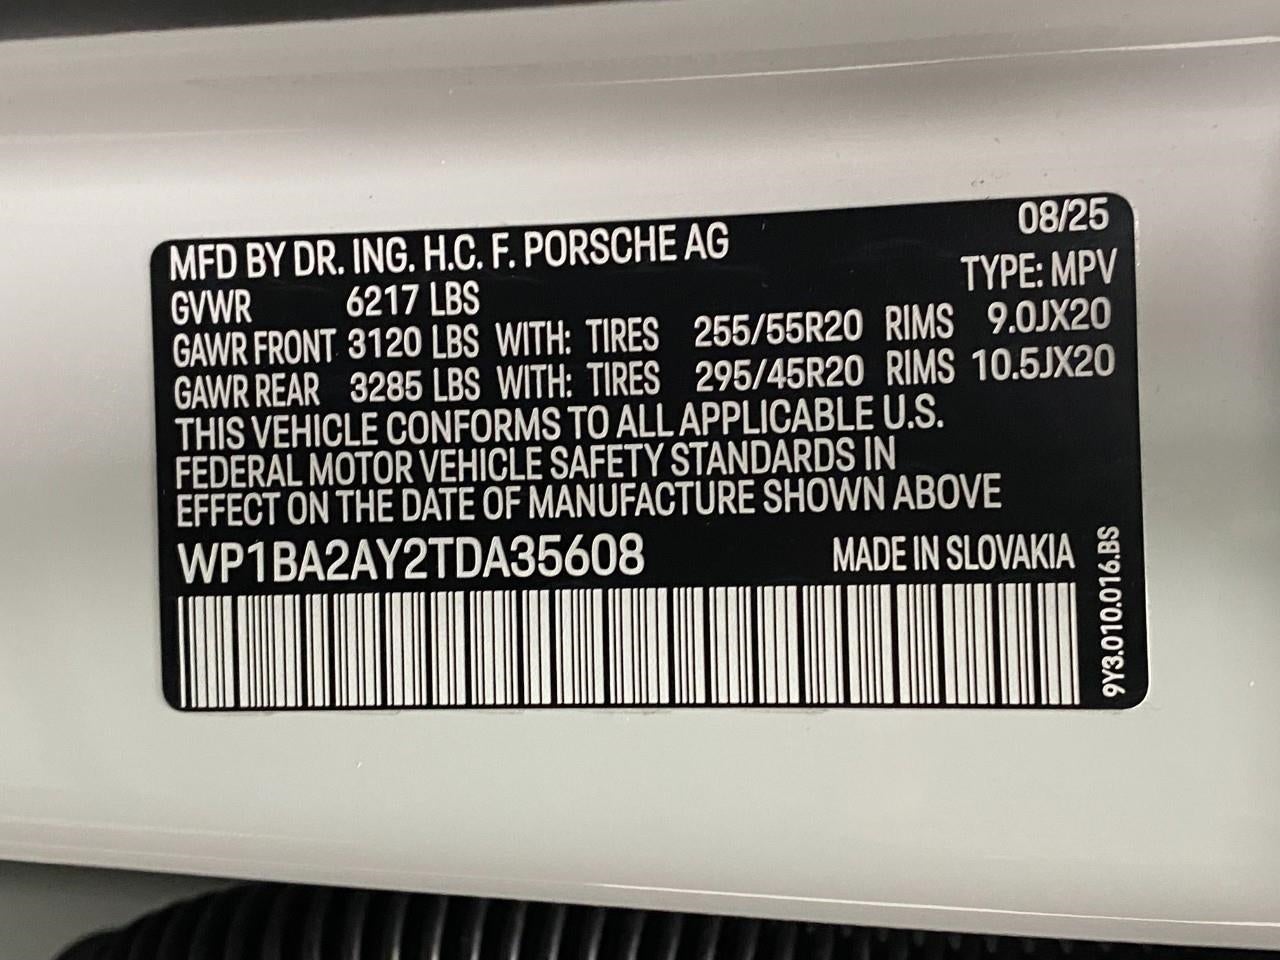 08/25
MFD BY DR. ING. H.C. F. PORSCHE AG
TYPE: MPV
GVWR 6217 LBS
GAWR FRONT 3120 LBS WITH: TIRES 255/55R20 RIMS 9.0JX20
GAWR REAR 3285 LBS WITH: TIRES 295/45R20 RIMS 10.5JX20
THIS VEHICLE CONFORMS TO ALL APPLICABLE U.S.
FEDERAL MOTOR VEHICLE SAFETY STANDARDS IN
EFFECT ON THE DATE OF MANUFACTURE SHOWN ABOVE
WP1BA2AY2TDA35608 MADE IN SLOVAKIA
9Y3.010.016.BS